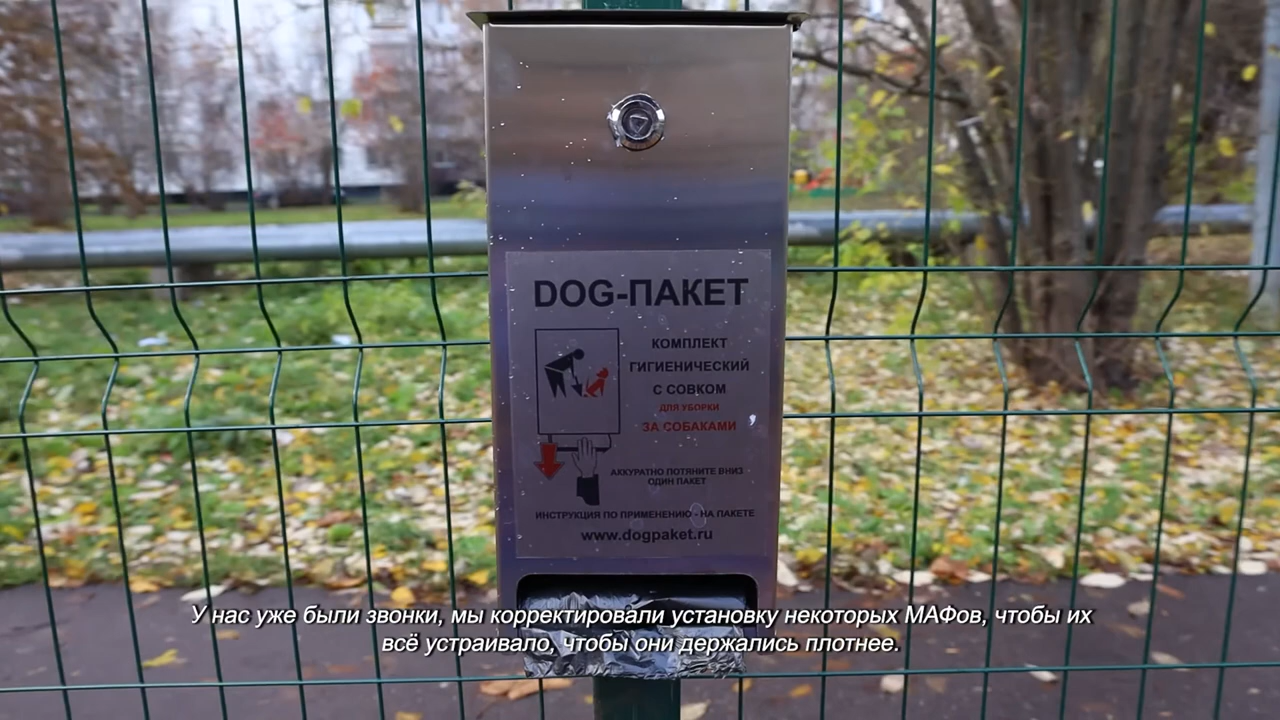 DOG-ПАКЕТ
КОМПЛЕКТ
ГИГИЕНИЧЕСКИЙ
С СОВКОМ
ДЛЯ УБОРКИ
ЗА СОБАКАМИ
АККУРАТНО ПОТЯНИТЕ ВНИЗ
ОДИН ПАКЕТ
ИНСТРУКЦИЯ ПО ПРИМЕНЕНИЮ - НА ПАКЕТЕ
www.dogpaket.ru
У нас уже были звонки, мы корректировали установку некоторых МАФов, чтобы их
всё устраивало, чтобы они держались плотнее.